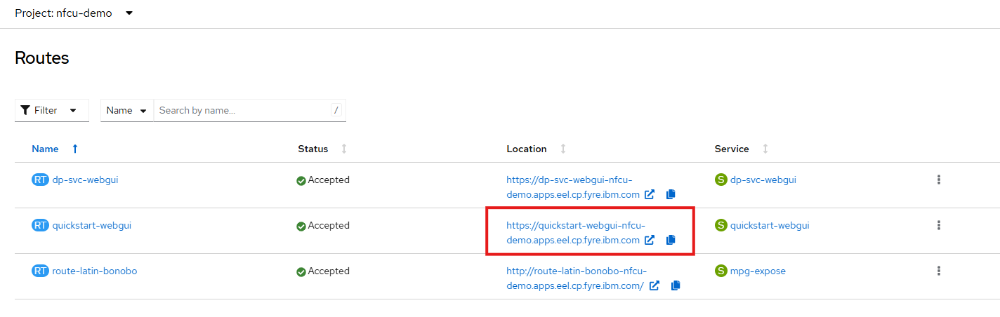 Project: nfcu-demo
Routes
Filter Name Search by name... /
Name Status Location Service
RT dp-svc-webgui Accepted https://dp-svc-webgui-nfcu- S dp-svc-webgui
demo.apps.eel.cp.fyre.ibm.com
RT quickstart-webgui Accepted https://quickstart-webgui-nfcu- S quickstart-webgui
demo.apps.eel.cp.fyre.ibm.com
RT route-latin-bonobo Accepted http://route-latin-bonobo-nfcu- S mpg-expose
demo.apps.eel.cp.fyre.ibm.com/